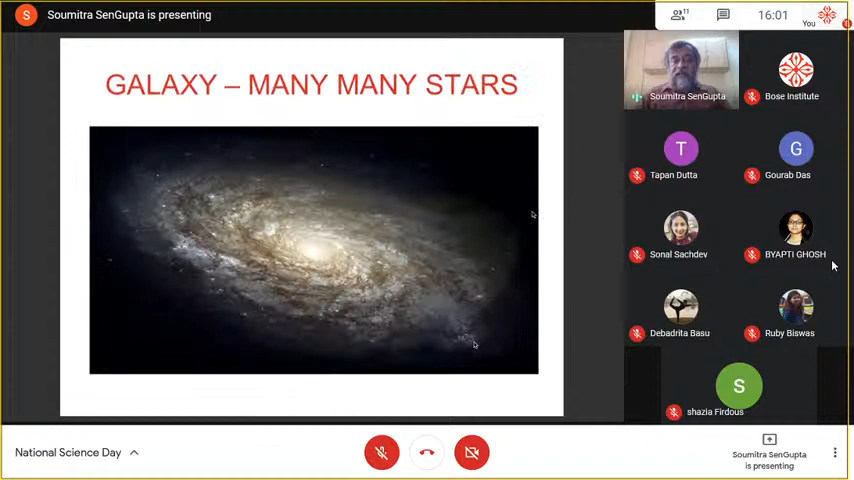 S
Soumitra SenGupta is presenting
11
16:01
You
GALAXY – MANY MANY STARS
Soumitra SenGupta
Bose Institute
T
Tapan Dutta
G
Gourab Das
Sonal Sachdev
BYAPTI GHOSH
Debadrita Basu
Ruby Biswas
S
shazia Firdous
National Science Day
Soumitra SenGupta
is presenting